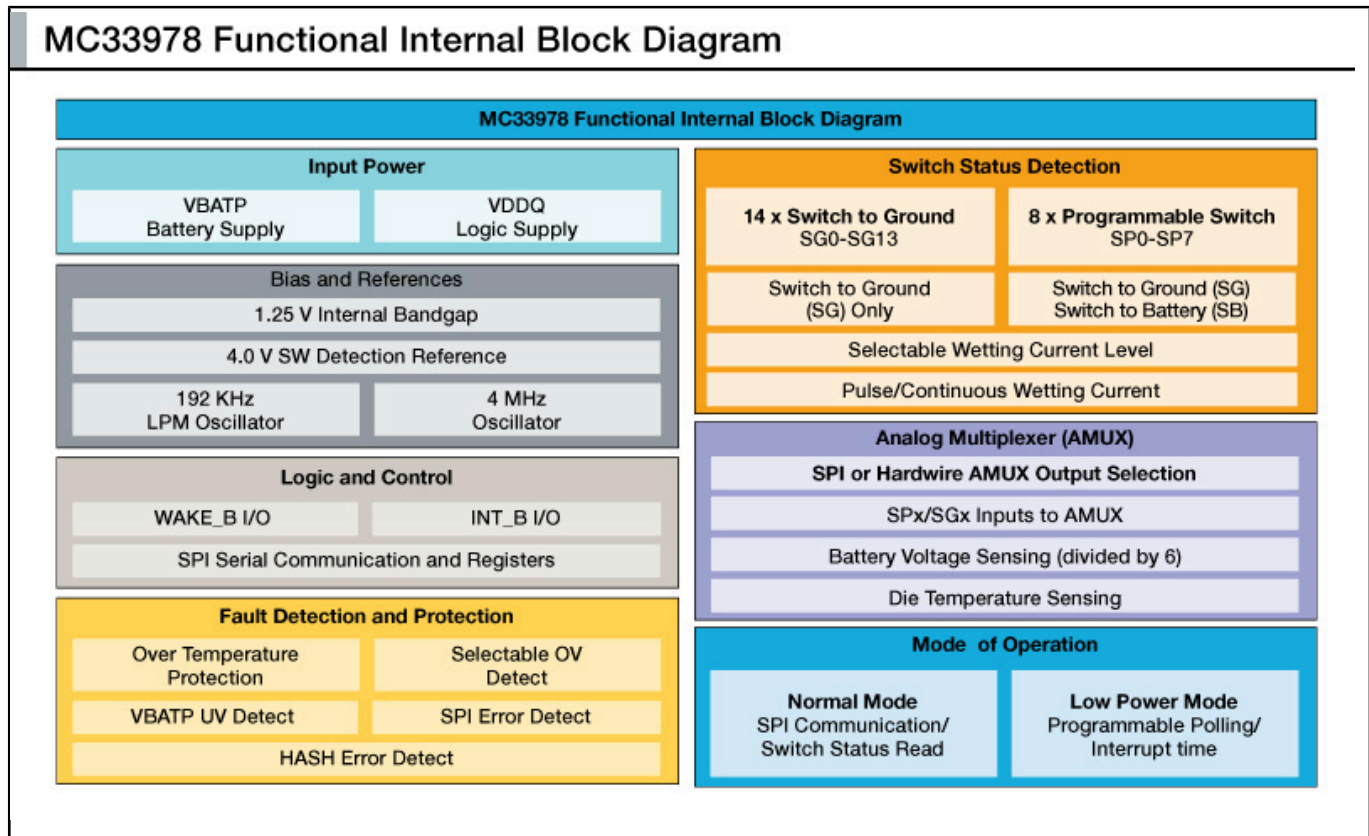 MC33978 Functional Internal Block Diagram
MC33978 Functional Internal Block Diagram
Input Power
VBATP
Battery Supply
VDDQ
Logic Supply
Bias and References
1.25 V Internal Bandgap
4.0 V SW Detection Reference
192 KHz
LPM Oscillator
4 MHz
Oscillator
Logic and Control
WAKE_B I/O
INT_B I/O
SPI Serial Communication and Registers
Fault Detection and Protection
Over Temperature
Protection
Selectable OV
Detect
VBATP UV Detect
SPI Error Detect
HASH Error Detect
Switch Status Detection
14 x Switch to Ground
SG0-SG13
8 x Programmable Switch
SP0-SP7
Switch to Ground
(SG) Only
Switch to Ground (SG)
Switch to Battery (SB)
Selectable Wetting Current Level
Pulse/Continuous Wetting Current
Analog Multiplexer (AMUX)
SPI or Hardwire AMUX Output Selection
SPx/SGx Inputs to AMUX
Battery Voltage Sensing (divided by 6)
Die Temperature Sensing
Mode of Operation
Normal Mode
SPI Communication/
Switch Status Read
Low Power Mode
Programmable Polling/
Interrupt time